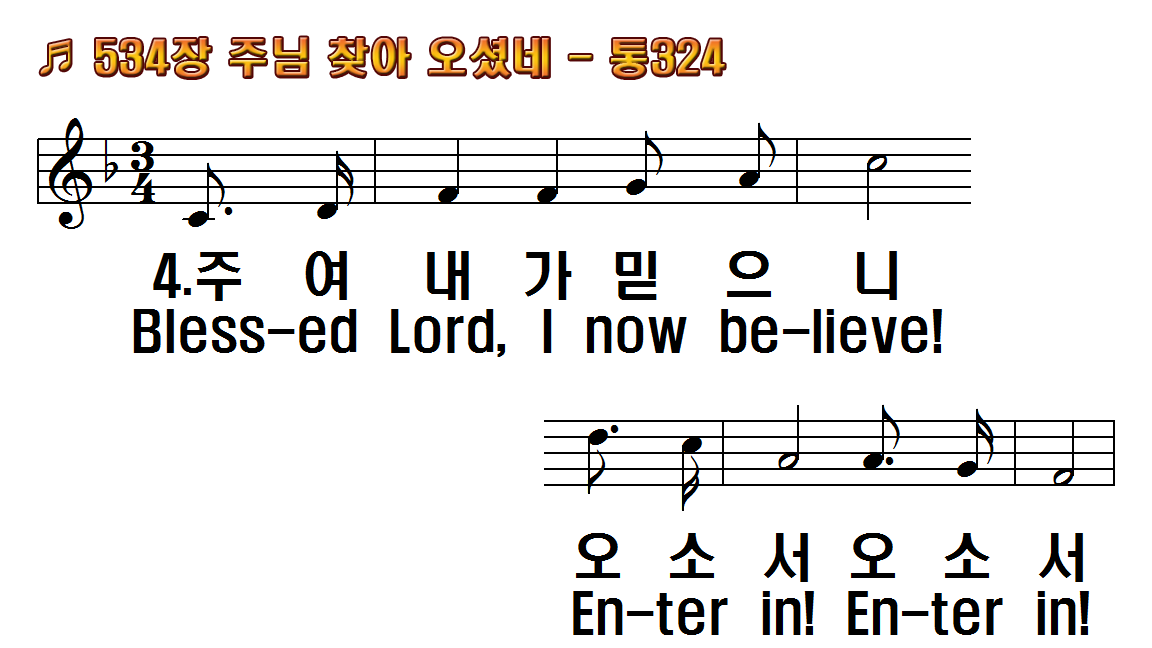 ♬ 534장 주님 찾아 오셨네 - 통324
3
4
4.주 여 내 가 믿 으 니
Bless-ed Lord, I now be-lieve!
오 소 서 오 소 서
En-ter in! En-ter in!